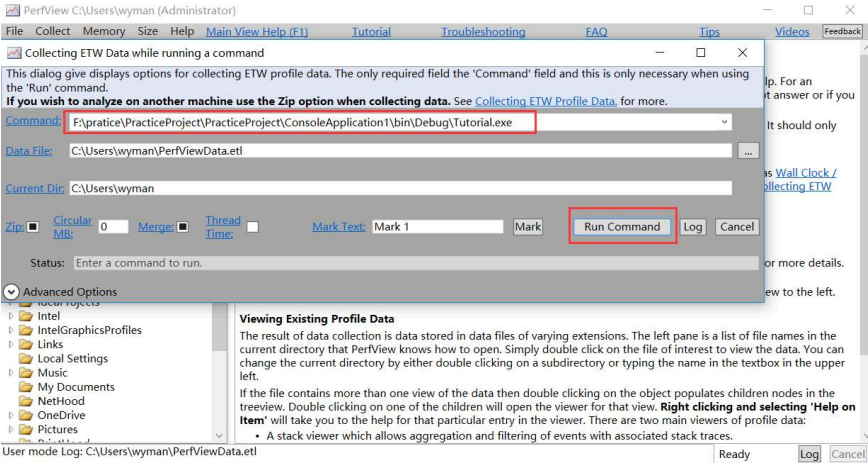 PerfView C:\Users\wyman (Administrator)
File Collect Memory Size Help Main View Help (F1) Tutorial Troubleshooting FAQ Tips Videos Feedback
Collecting ETW Data while running a command
This dialog give displays options for collecting ETW profile data. The only required field the 'Command' field and this is only necessary when using
the 'Run' command.
If you wish to analyze on another machine use the Zip option when collecting data. See Collecting ETW Profile Data. for more.
Command: F:\pratice\PracticeProject\PracticeProject\ConsoleApplication1\bin\Debug\Tutorial.exe
Data File: C:\Users\wyman\PerfViewData.etl ...
Current Dir: C:\Users\wyman
Zip: Circular MB: 0 Merge: Thread Time: Mark Text: Mark 1 Mark Run Command Log Cancel
Status: Enter a command to run.
Advanced Options
lp. For an
t answer or if you
It should only
as Wall Clock /
ollecting ETW
or more details.
ew to the left.
Intel
IntelGraphicsProfiles
Links
Local Settings
Music
My Documents
NetHood
OneDrive
Pictures
Viewing Existing Profile Data
The result of data collection is data stored in data files of varying extensions. The left pane is a list of file names in the
current directory that PerfView knows how to open. Simply double click on the file of interest to view the data. You can
change the current directory by either double clicking on a subdirectory or typing the name in the textbox in the upper
left.
If the file contains more than one view of the data then double clicking on the object populates children nodes in the
treeview. Double clicking on one of the children will open the viewer for that view. Right clicking and selecting 'Help on
Item' will take you to the help for that particular entry in the viewer. There are two main viewers of profile data:
• A stack viewer which allows aggregation and filtering of events with associated stack traces.
User mode Log: C:\Users\wyman\PerfViewData.etl Ready Log Cancel